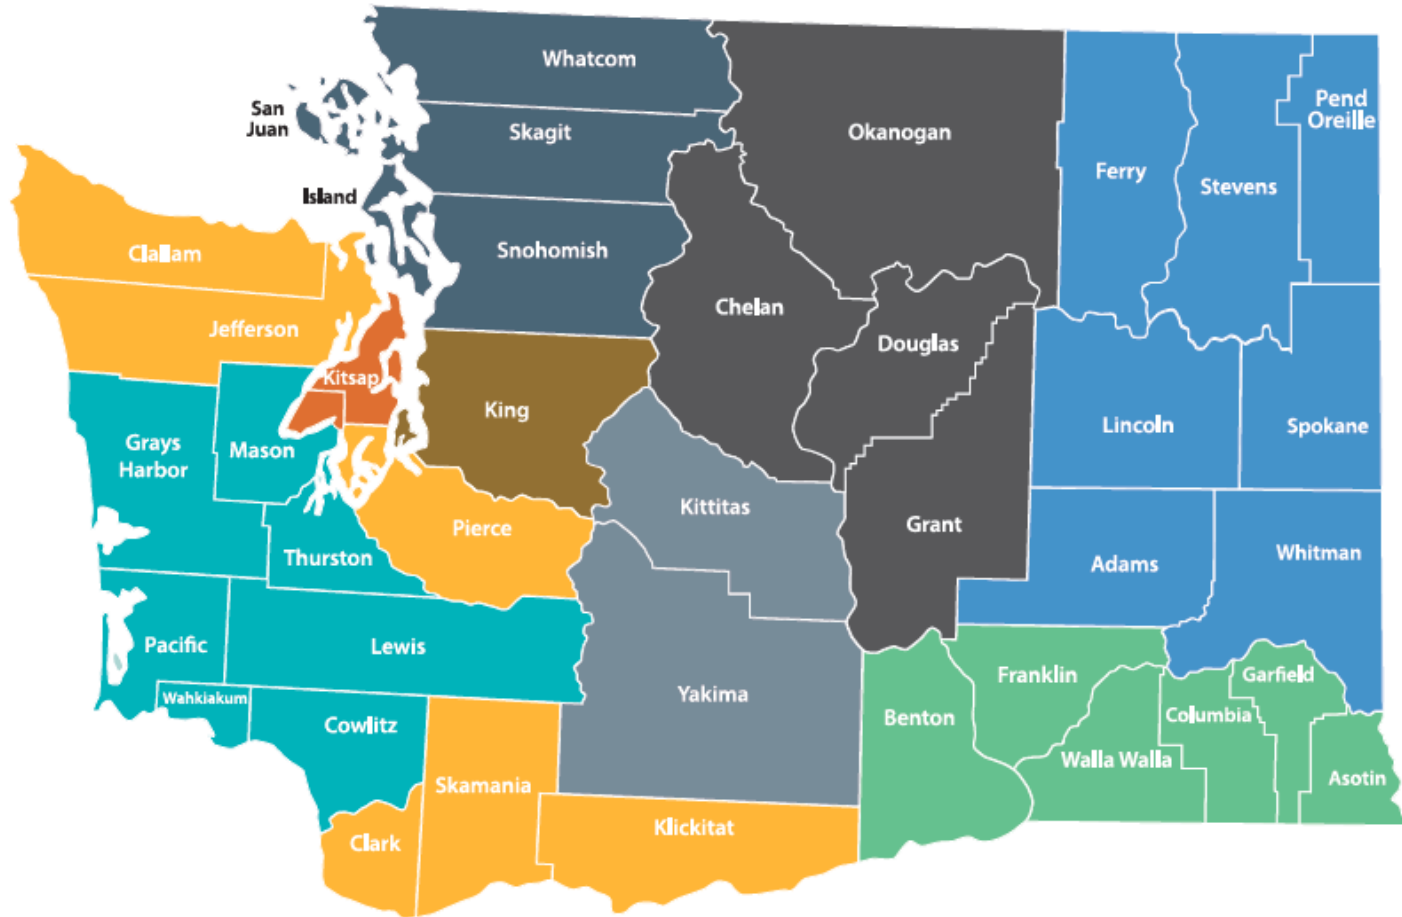 Whatcom
San
Juan
Skagit
Okanogan
Pend
Oreille
Ferry
Stevens
Island
Clallam
Snohomish
Chelan
Jefferson
Douglas
Kitsap
King
Lincoln
Spokane
Grays
Harbor
Mason
Kittitas
Grant
Pierce
Thurston
Adams
Whitman
Pacific
Lewis
Yakima
Franklin
Garfield
Wahkiakum
Cowlitz
Benton
Columbia
Walla Walla
Asotin
Skamania
Klickitat
Clark